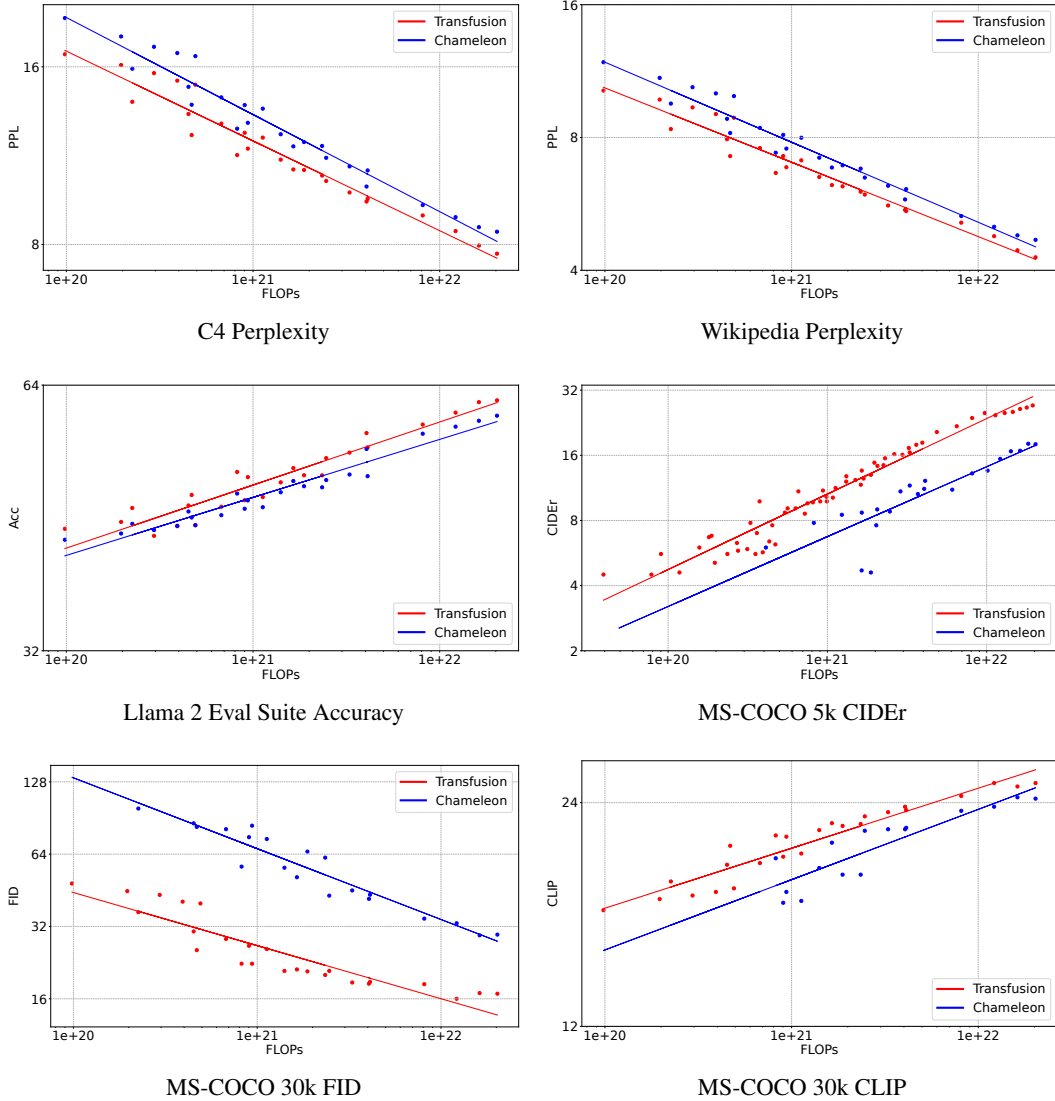 16
8
PPL
Transfusion
Chameleon
1e+20
1e+21
1e+22
FLOPs
C4 Perplexity
16
8
4
PPL
Transfusion
Chameleon
1e+20
1e+21
1e+22
FLOPs
Wikipedia Perplexity
64
32
Acc
Transfusion
Chameleon
1e+20
1e+21
1e+22
FLOPs
Llama 2 Eval Suite Accuracy
32
16
8
4
2
CIDEr
Transfusion
Chameleon
1e+20
1e+21
1e+22
FLOPs
MS-COCO 5k CIDEr
128
64
32
16
FID
Transfusion
Chameleon
1e+20
1e+21
1e+22
FLOPs
MS-COCO 30k FID
24
12
CLIP
Transfusion
Chameleon
1e+20
1e+21
1e+22
FLOPs
MS-COCO 30k CLIP